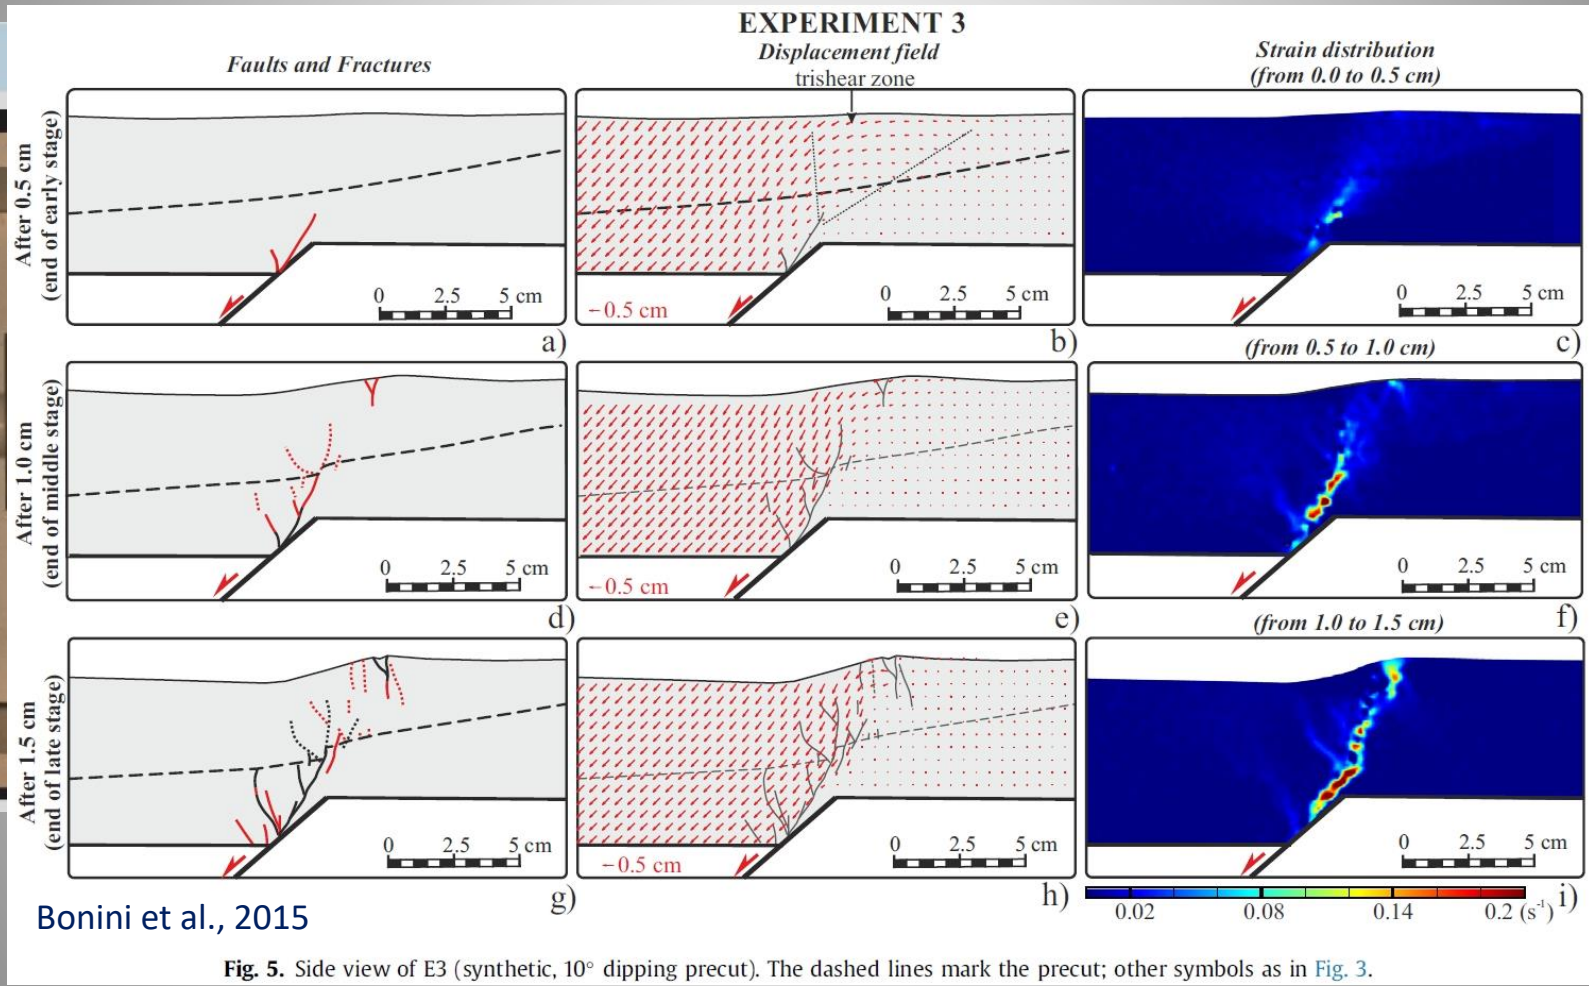 EXPERIMENT 3
Faults and Fractures
Displacement field
trishear zone
Strain distribution
(from 0.0 to 0.5 cm)
After 0.5 cm
(end of early stage)
0 2.5 5 cm
a)
-0.5 cm
0 2.5 5 cm
b)
0 2.5 5 cm
c)
(from 0.5 to 1.0 cm)
After 1.0 cm
(end of middle stage)
0 2.5 5 cm
d)
-0.5 cm
0 2.5 5 cm
e)
0 2.5 5 cm
f)
(from 1.0 to 1.5 cm)
After 1.5 cm
(end of late stage)
0 2.5 5 cm
g)
-0.5 cm
0 2.5 5 cm
h)
0 2.5 5 cm
i)
0.02 0.08 0.14 0.2 (s⁻¹)
Bonini et al., 2015
Fig. 5. Side view of E3 (synthetic, 10° dipping precut). The dashed lines mark the precut; other symbols as in Fig. 3.